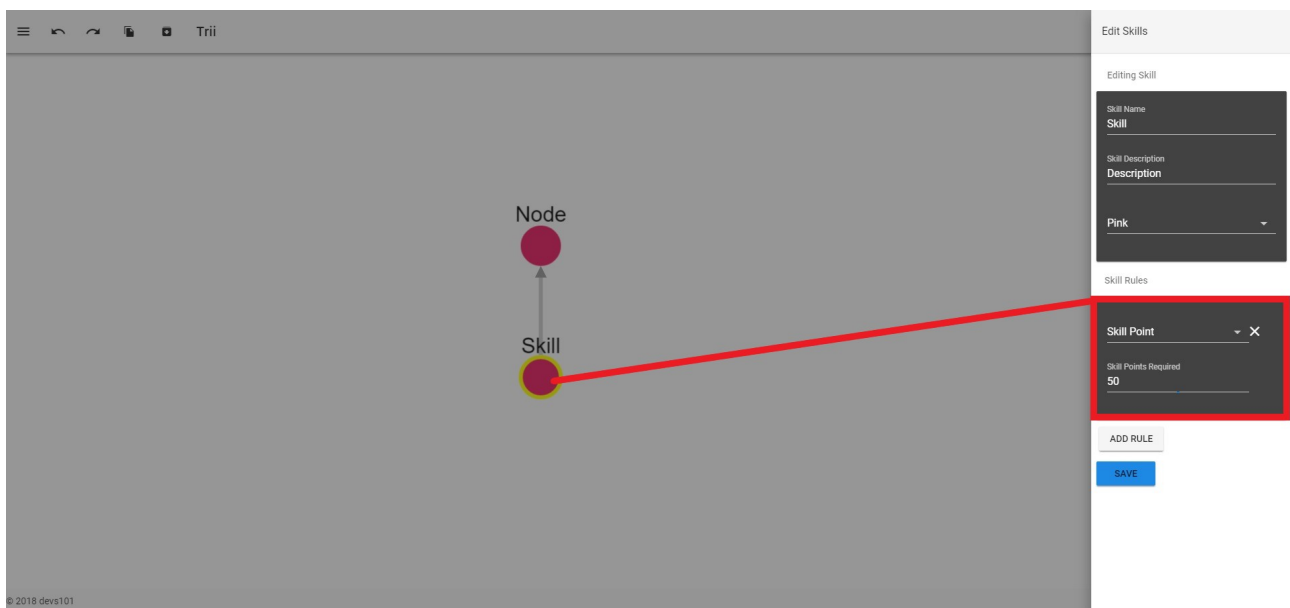 Trii
Edit Skills
Editing Skill
Skill Name
Skill
Skill Description
Description
Pink
Node
Skill
Skill Rules
Skill Point
Skill Points Required
50
ADD RULE
SAVE
© 2018 devs101